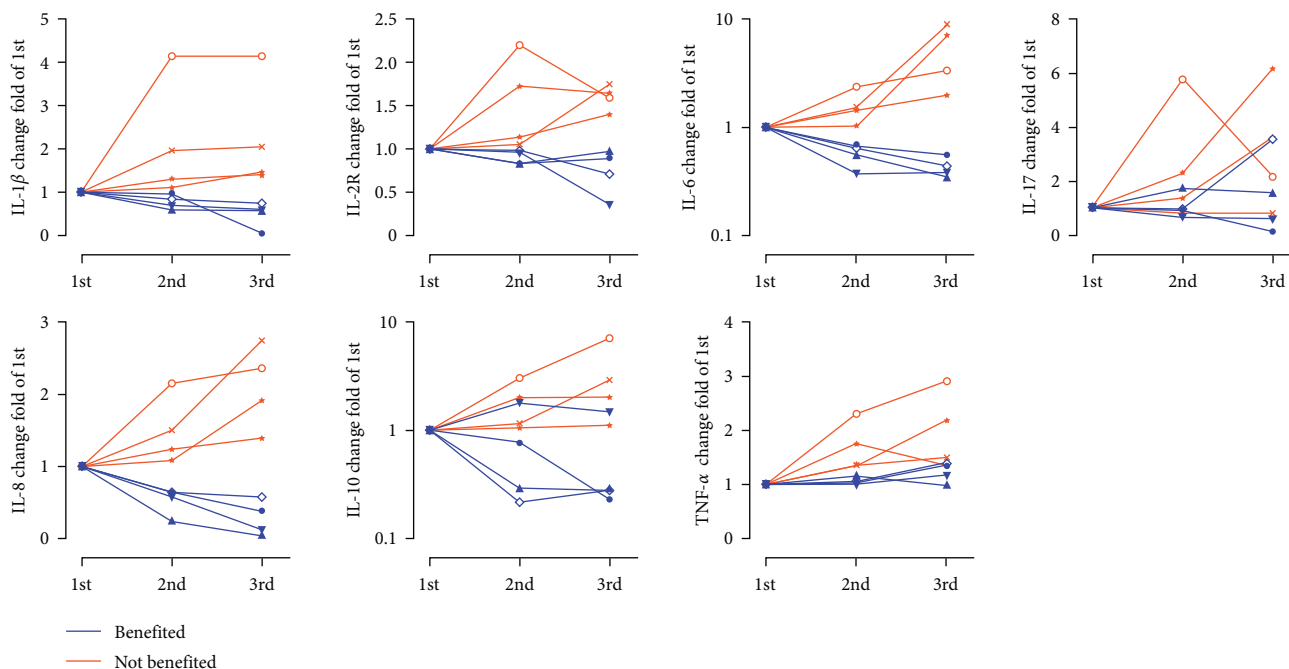 IL-1β change fold of 1st
5
4
3
2
1
0
1st 2nd 3rd
IL-2R change fold of 1st
2.5
2.0
1.5
1.0
0.5
0
1st 2nd 3rd
IL-6 change fold of 1st
10
1
0.1
1st 2nd 3rd
IL-17 change fold of 1st
8
6
4
2
0
1st 2nd 3rd
IL-8 change fold of 1st
3
2
1
0
1st 2nd 3rd
IL-10 change fold of 1st
10
1
0.1
1st 2nd 3rd
TNF-α change fold of 1st
4
3
2
1
0
1st 2nd 3rd
Benefited
Not benefited